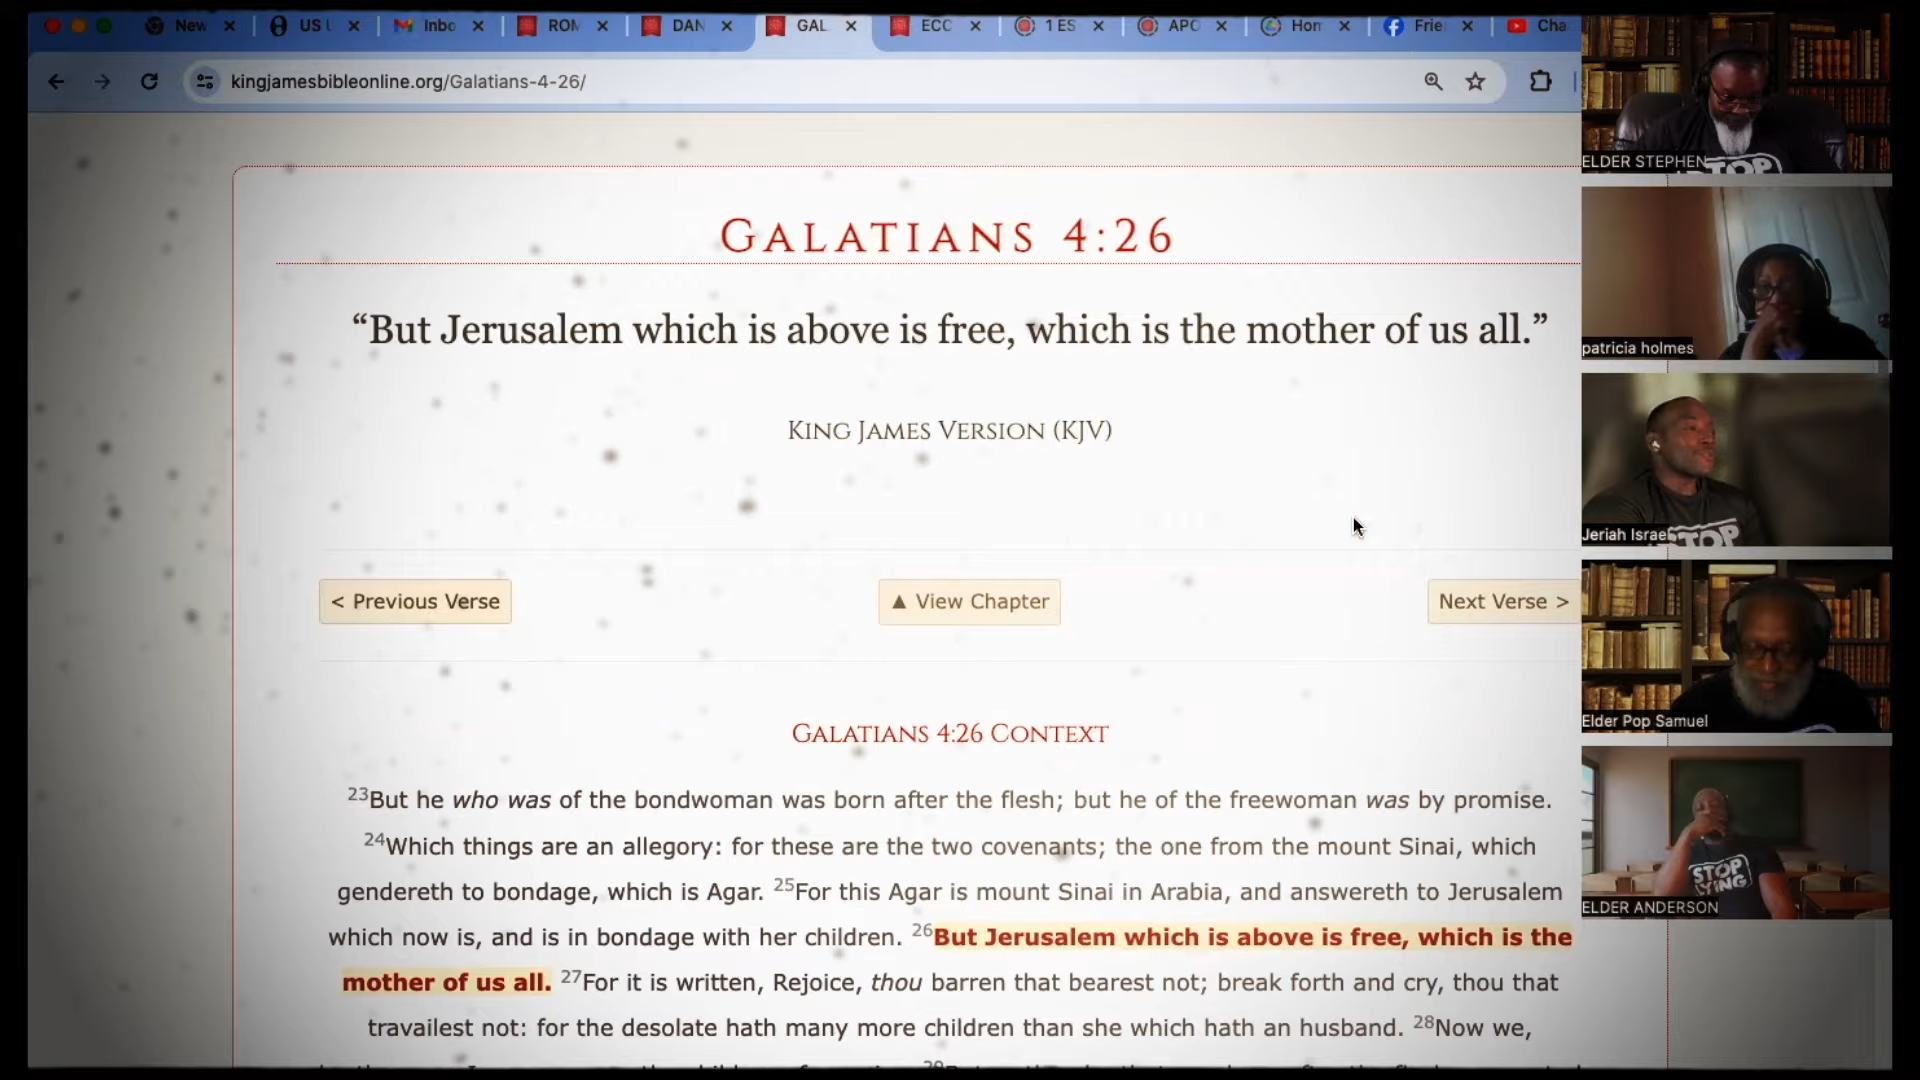 New
US U
Inbo
ROM
DAN
GAL
ECC
1 ES
APC
Hon
Frie
Cha
kingjamesbibleonline.org/Galatians-4-26/
GALATIANS 4:26
“But Jerusalem which is above is free, which is the mother of us all.”
KING JAMES VERSION (KJV)
< Previous Verse
▲ View Chapter
Next Verse >
GALATIANS 4:26 CONTEXT
23But he who was of the bondwoman was born after the flesh; but he of the freewoman was by promise.
24Which things are an allegory: for these are the two covenants; the one from the mount Sinai, which
gendereth to bondage, which is Agar. 25For this Agar is mount Sinai in Arabia, and answereth to Jerusalem
which now is, and is in bondage with her children. 26But Jerusalem which is above is free, which is the
mother of us all. 27For it is written, Rejoice, thou barren that bearest not; break forth and cry, thou that
travailest not: for the desolate hath many more children than she which hath an husband. 28Now we,
ELDER STEPHEN
TOP
patricia holmes
Jeriah Israel
STOP
Elder Pop Samuel
STOP
LYING
ELDER ANDERSON